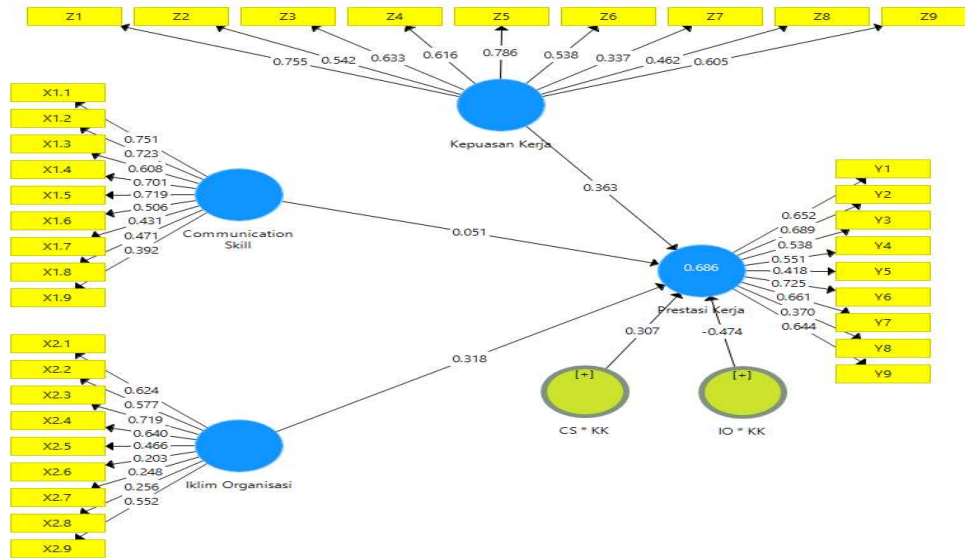 Z1
Z2
Z3
Z4
Z5
Z6
Z7
Z8
Z9
0.755
0.542
0.633
0.616
0.786
0.538
0.337
0.462
0.605
Kepuasan Kerja
X1.1
X1.2
X1.3
X1.4
X1.5
X1.6
X1.7
X1.8
X1.9
0.751
0.723
0.608
0.701
0.719
0.506
0.431
0.471
0.392
Communication
Skill
0.363
0.051
0.318
0.686
Prestasi Kerja
0.652
0.689
0.538
0.551
0.418
0.725
0.661
0.370
0.644
Y1
Y2
Y3
Y4
Y5
Y6
Y7
Y8
Y9
0.307
-0.474
[+]
CS * KK
[+]
IO * KK
X2.1
X2.2
X2.3
X2.4
X2.5
X2.6
X2.7
X2.8
X2.9
0.624
0.577
0.719
0.640
0.466
0.203
0.248
0.256
0.552
Iklim Organisasi